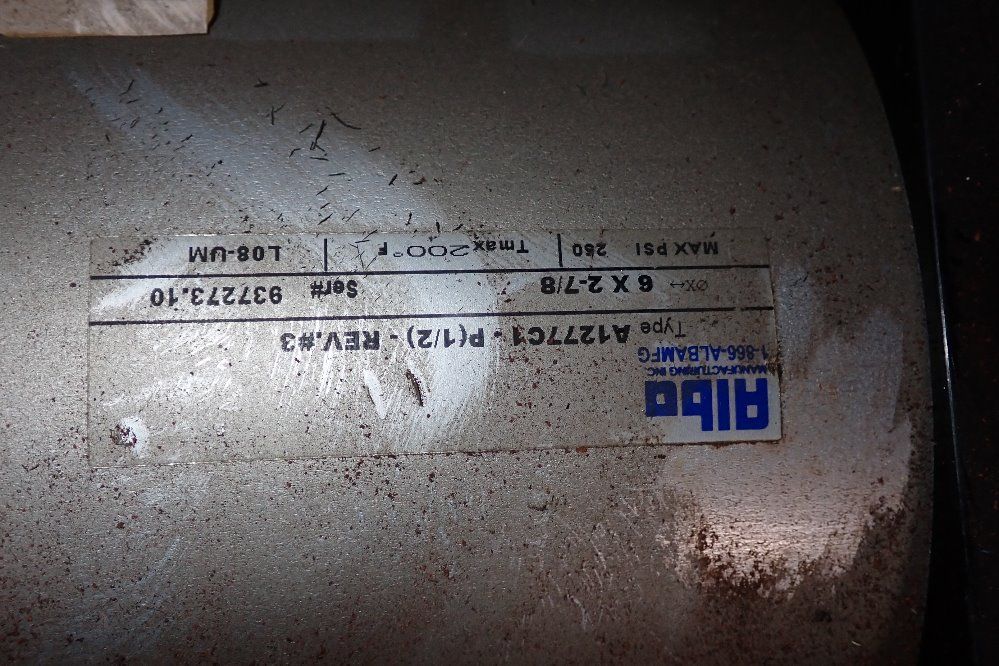 Alba
MANUFACTURING INC
1-866-ALBAMFG
Type A1277C1 - P(1/2) - REV.#3
ØX↔ 6 X 2-7/8 Ser# 937273.10
MAX PSI 250 Tmax 200°F L08-UM